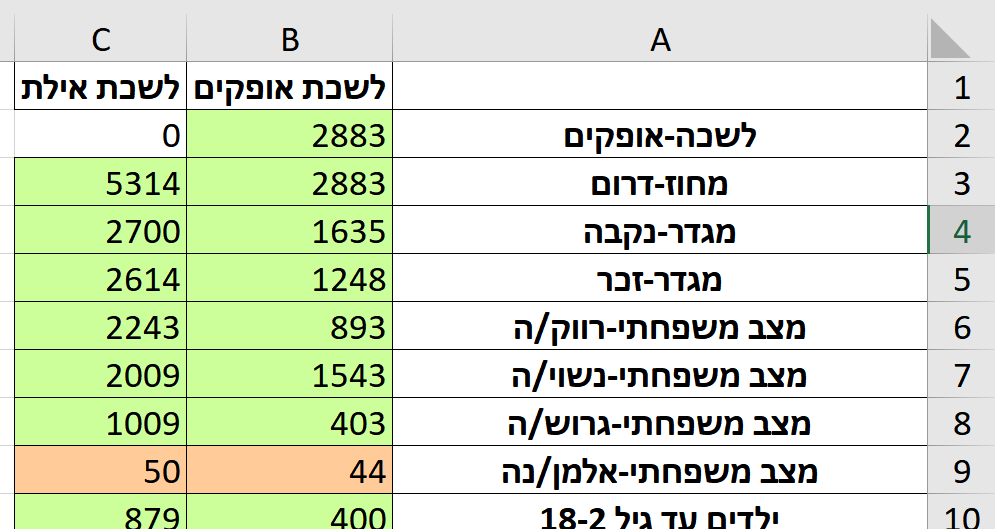 A B C
1 לשכת אופקים לשכת אילת
2 לשכה-אופקים 2883 0
3 מחוז-דרום 2883 5314
4 מגדר-נקבה 1635 2700
5 מגדר-זכר 1248 2614
6 מצב משפחתי-רווק/ה 893 2243
7 מצב משפחתי-נשוי/ה 1543 2009
8 מצב משפחתי-גרוש/ה 403 1009
9 מצב משפחתי-אלמן/נה 44 50
10 ילדים עד גיל 18-2 400 879